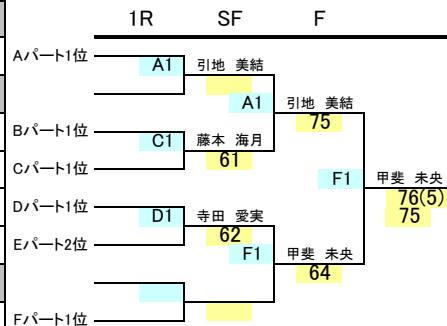 1R SF F
Aパート1位
A1
引地 美結
A1
引地 美結
75
Bパート1位
C1
藤本 海月
61
Cパート1位
F1
甲斐 未央
76(5)
75
Dパート1位
D1
寺田 愛実
62
Eパート2位
F1
甲斐 未央
64
Fパート1位